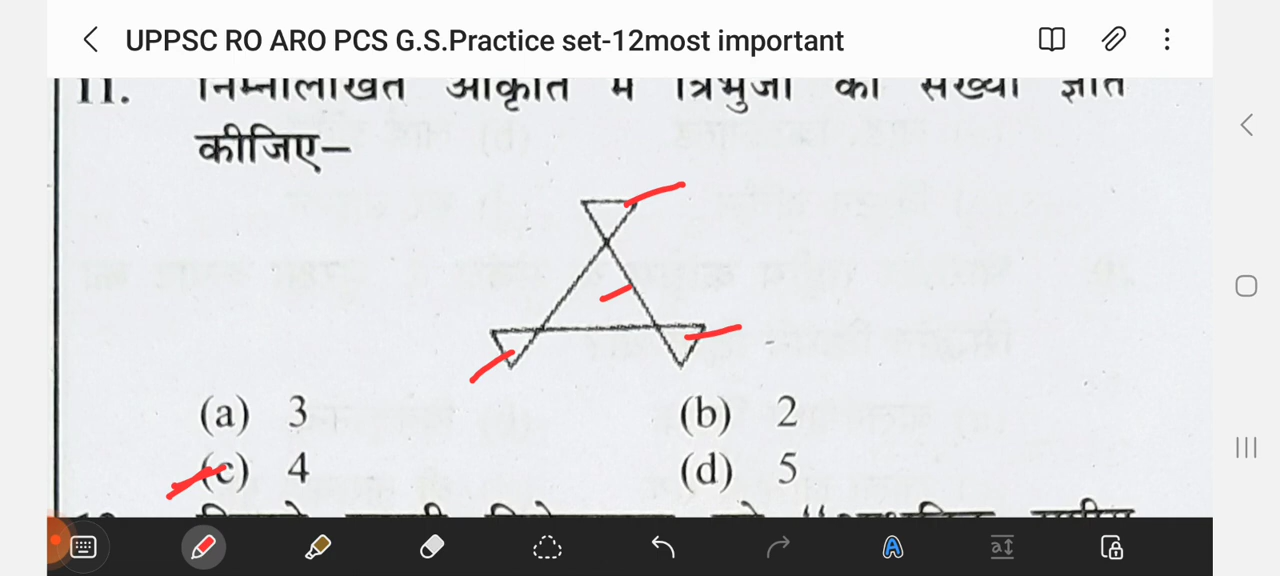 UPPSC RO ARO PCS G.S.Practice set-12most important
11. निम्नलिखित आकृति में त्रिभुजों की संख्या ज्ञात
कीजिए–
(a) 3 (b) 2
(c) 4 (d) 5